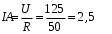 IA = U/R = 125/50 = 2,5